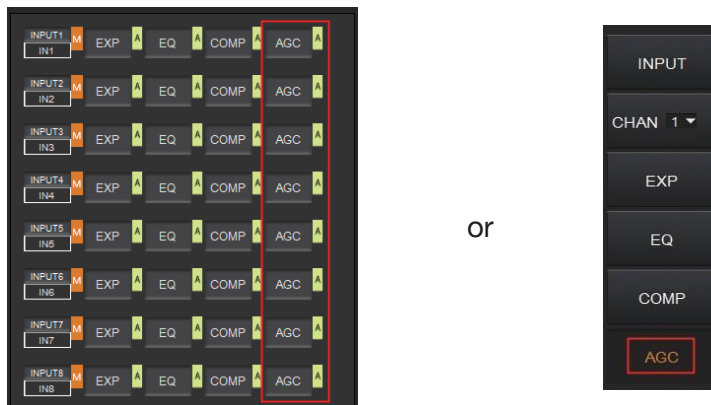 INPUT1 M EXP A EQ A COMP A AGC A
IN1
INPUT2 M EXP A EQ A COMP A AGC A
IN2
INPUT3 M EXP A EQ A COMP A AGC A
IN3
INPUT4 M EXP A EQ A COMP A AGC A
IN4
INPUT5 M EXP A EQ A COMP A AGC A
IN5
INPUT6 M EXP A EQ A COMP A AGC A
IN6
INPUT7 M EXP A EQ A COMP A AGC A
IN7
INPUT8 M EXP A EQ A COMP A AGC A
IN8
or
INPUT
CHAN 1
EXP
EQ
COMP
AGC